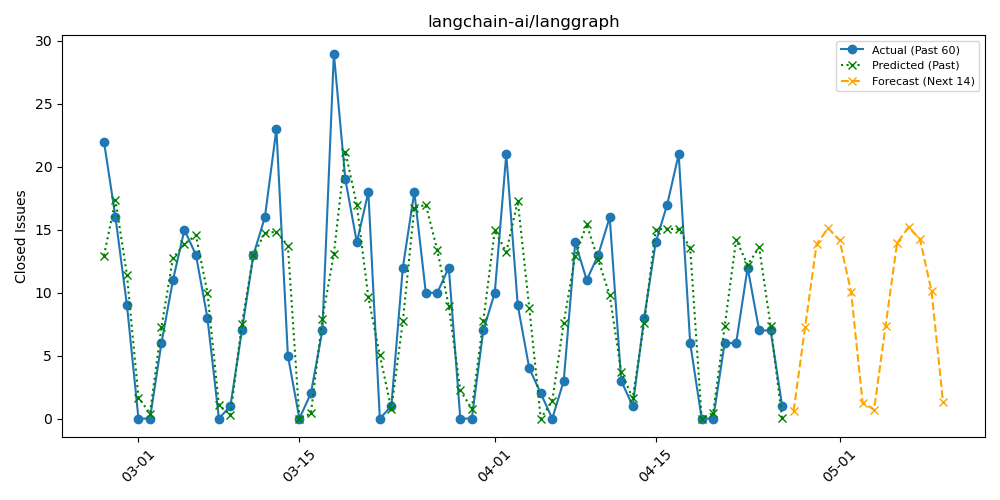 langchain-ai/langgraph
Actual (Past 60)
Predicted (Past)
Forecast (Next 14)
Closed Issues
30
25
20
15
10
5
0
03-01
03-15
04-01
04-15
05-01